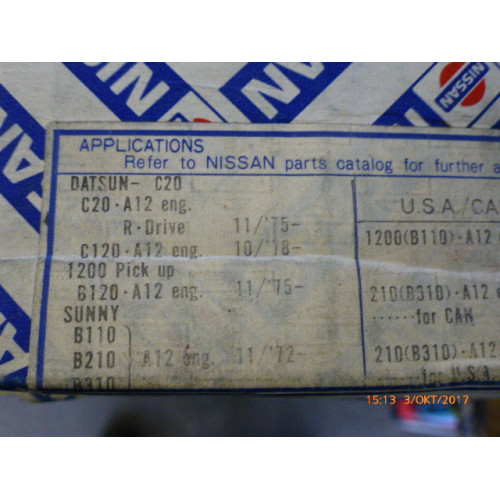 NISSAN
NISSAN
APPLICATIONS
Refer to NISSAN parts catalog for further a
DATSUN- C20
C20·A12 eng.
R·Drive 11/'75-
C120·A12 eng. 10/'78-
1200 Pick up
B120·A12 eng. 11/'75-
SUNNY
B110
B210 A12 eng. 11/'72-
B310
U.S.A./CA
1200(B110)·A12
210(B310)·A12 e
······for CAN
210(B310)·A12
······for U.S.A
15:13 3/OKT/2017